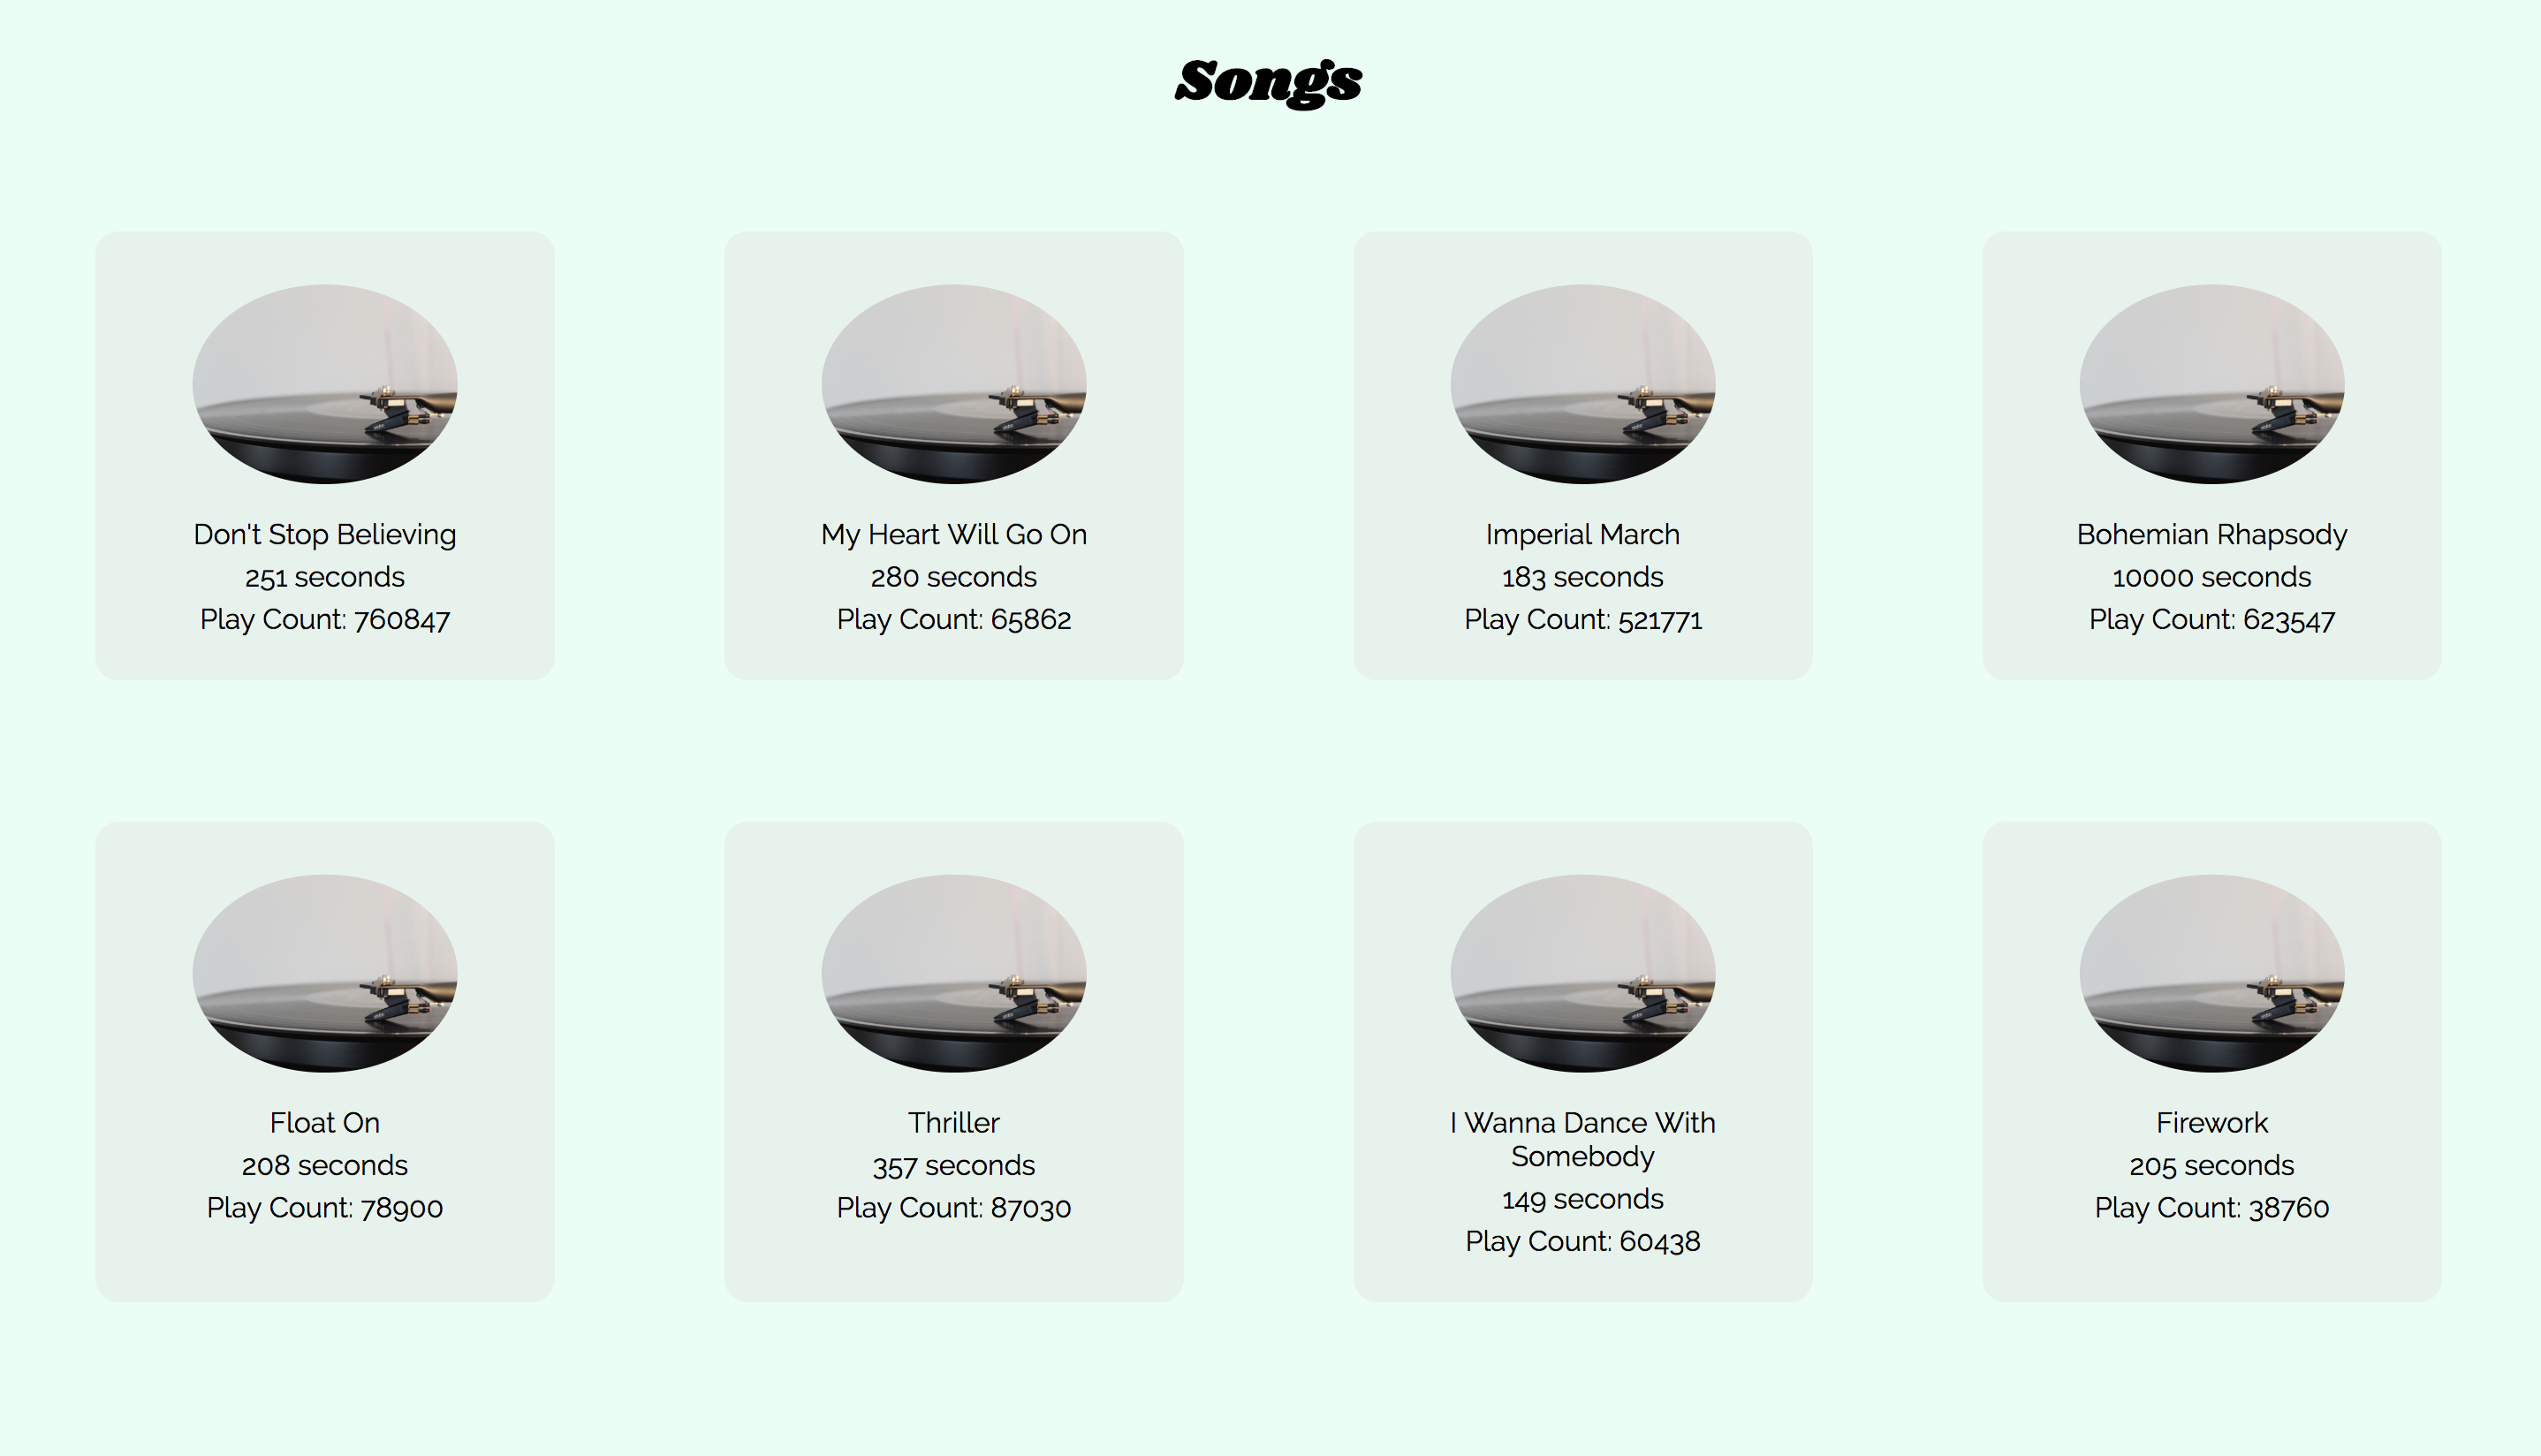 Songs
Don't Stop Believing
251 seconds
Play Count: 760847
My Heart Will Go On
280 seconds
Play Count: 65862
Imperial March
183 seconds
Play Count: 521771
Bohemian Rhapsody
10000 seconds
Play Count: 623547
Float On
208 seconds
Play Count: 78900
Thriller
357 seconds
Play Count: 87030
I Wanna Dance With
Somebody
149 seconds
Play Count: 60438
Firework
205 seconds
Play Count: 38760